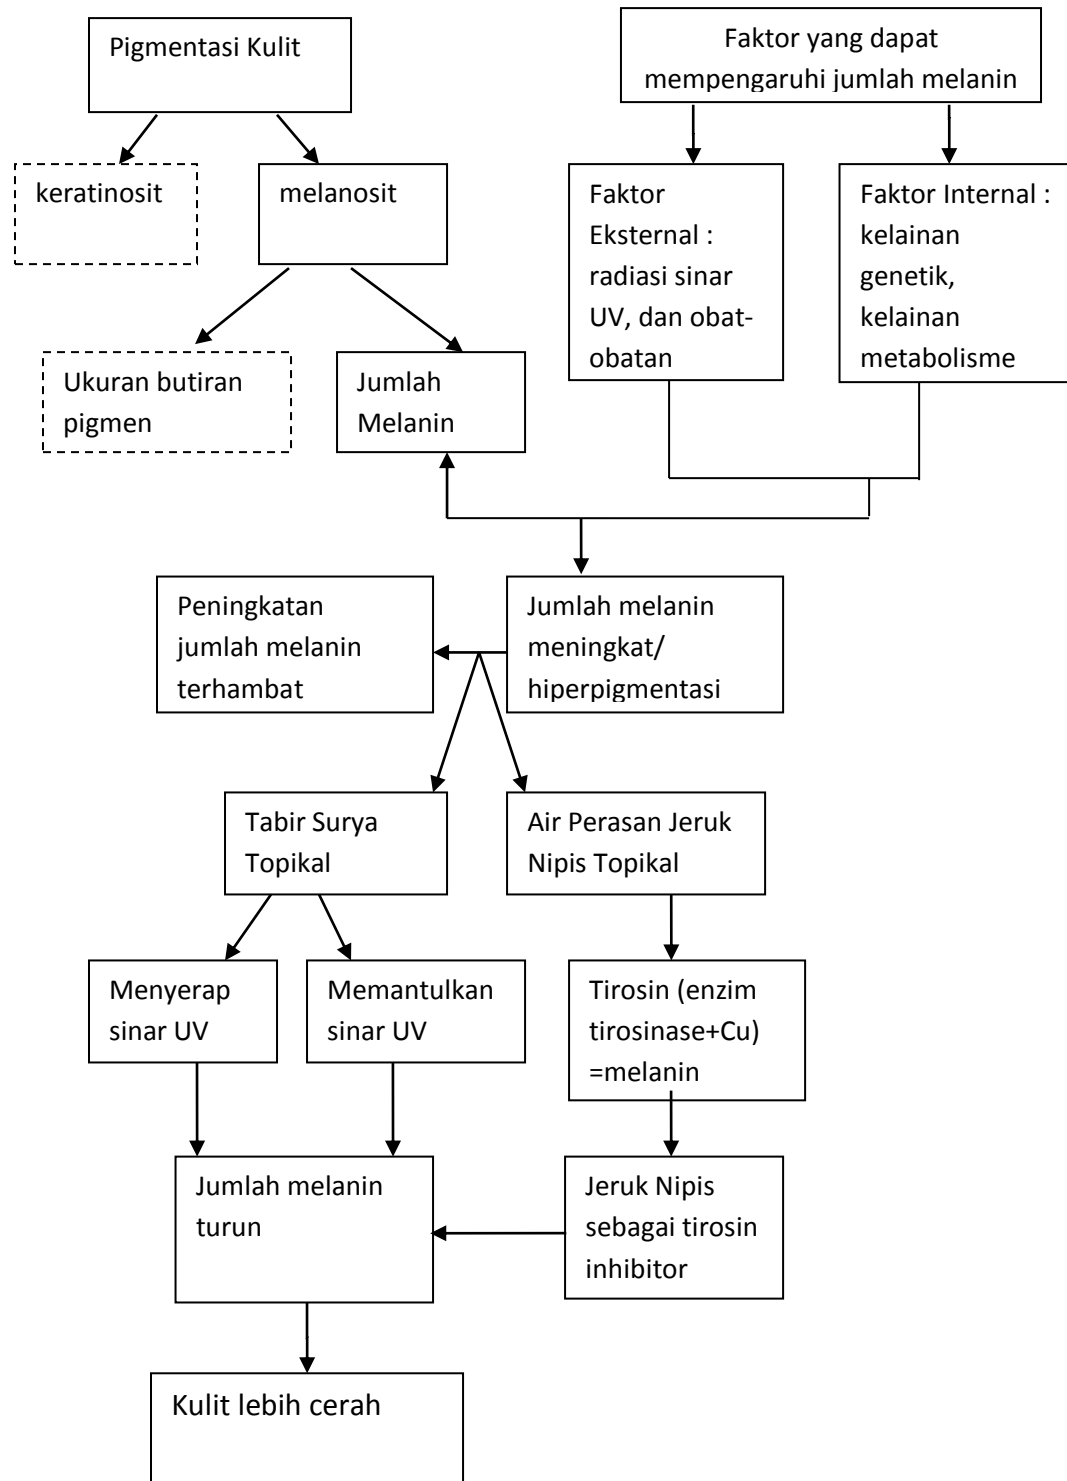 Pigmentasi Kulit
Faktor yang dapat
mempengaruhi jumlah melanin
keratinosit
melanosit
Faktor
Eksternal :
radiasi sinar
UV, dan obat-
obatan
Faktor Internal :
kelainan
genetik,
kelainan
metabolisme
Ukuran butiran
pigmen
Jumlah
Melanin
Peningkatan
jumlah melanin
terhambat
Jumlah melanin
meningkat/
hiperpigmentasi
Tabir Surya
Topikal
Air Perasan Jeruk
Nipis Topikal
Menyerap
sinar UV
Memantulkan
sinar UV
Tirosin (enzim
tirosinase+Cu)
=melanin
Jumlah melanin
turun
Jeruk Nipis
sebagai tirosin
inhibitor
Kulit lebih cerah